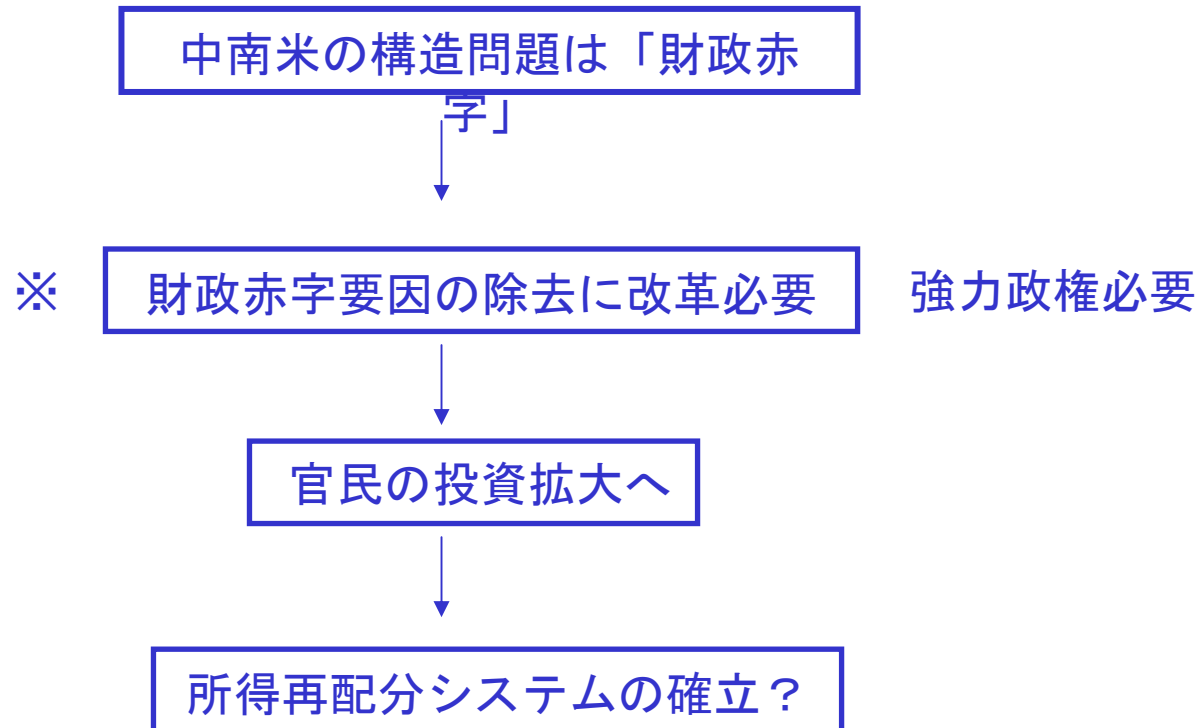 中南米の構造問題は「財政赤
字」
※ 財政赤字要因の除去に改革必要 強力政権必要
官民の投資拡大へ
所得再配分システムの確立？